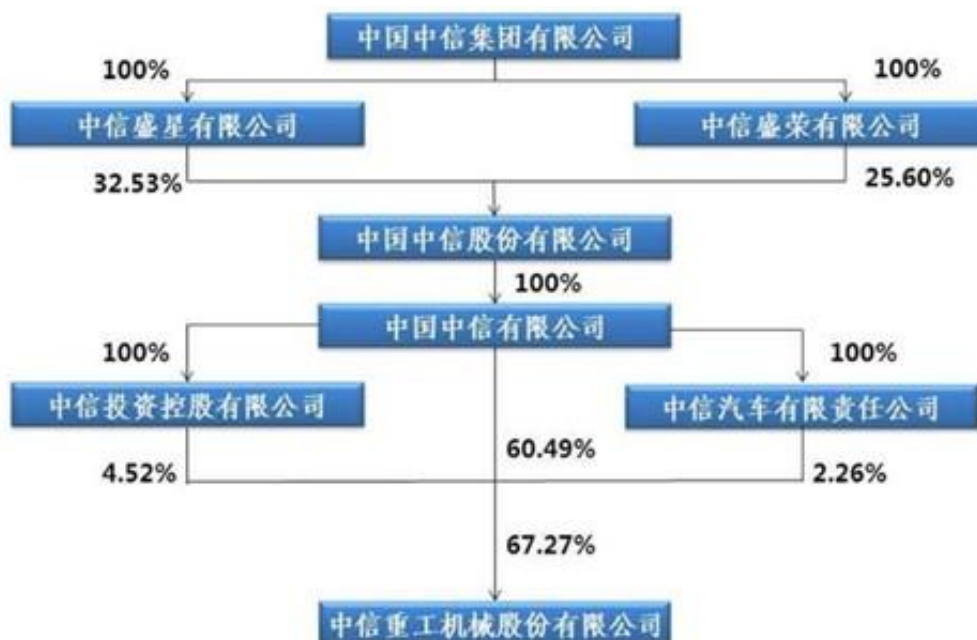 中国中信集团有限公司
100%
100%
中信盛星有限公司
中信盛荣有限公司
32.53%
25.60%
中国中信股份有限公司
100%
中国中信有限公司
100%
100%
中信投资控股有限公司
中信汽车有限责任公司
4.52%
60.49%
2.26%
67.27%
中信重工机械股份有限公司